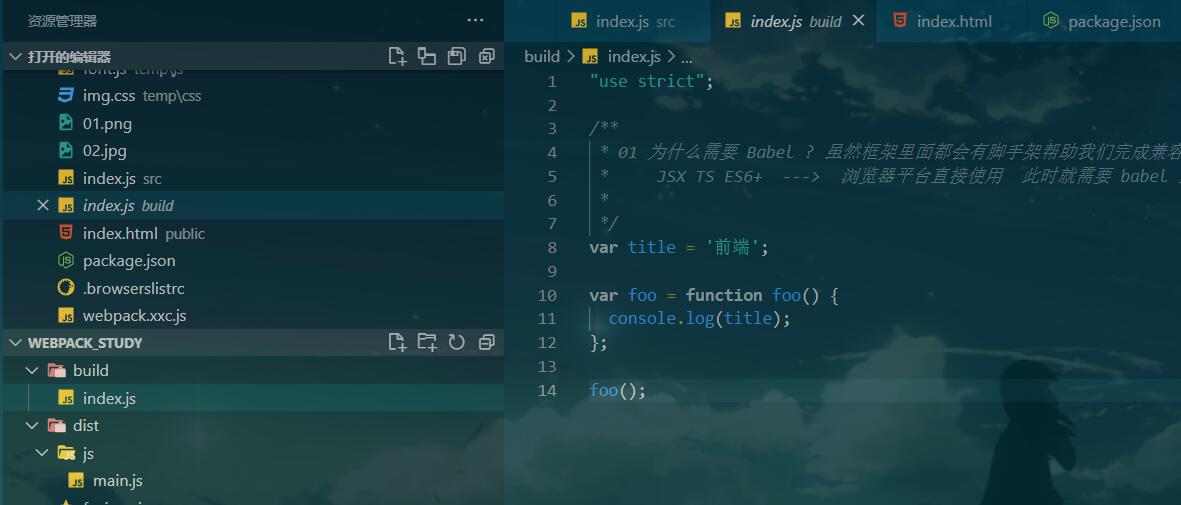 资源管理器
打开的编辑器
font.js temp\js
img.css temp\css
01.png
02.jpg
index.js src
index.js build
index.html public
package.json
.browserslistrc
webpack.xxc.js
WEBPACK_STUDY
build
index.js
dist
js
main.js
index.js src
index.js build
index.html
package.json
build > index.js > ...
1 "use strict";
2
3 /**
4 * 01 为什么需要 Babel ? 虽然框架里面都会有脚手架帮助我们完成兼容
5 * JSX TS ES6+ ---> 浏览器平台直接使用 此时就需要 babel
6 *
7 */
8 var title = '前端';
9
10 var foo = function foo() {
11 console.log(title);
12 };
13
14 foo();